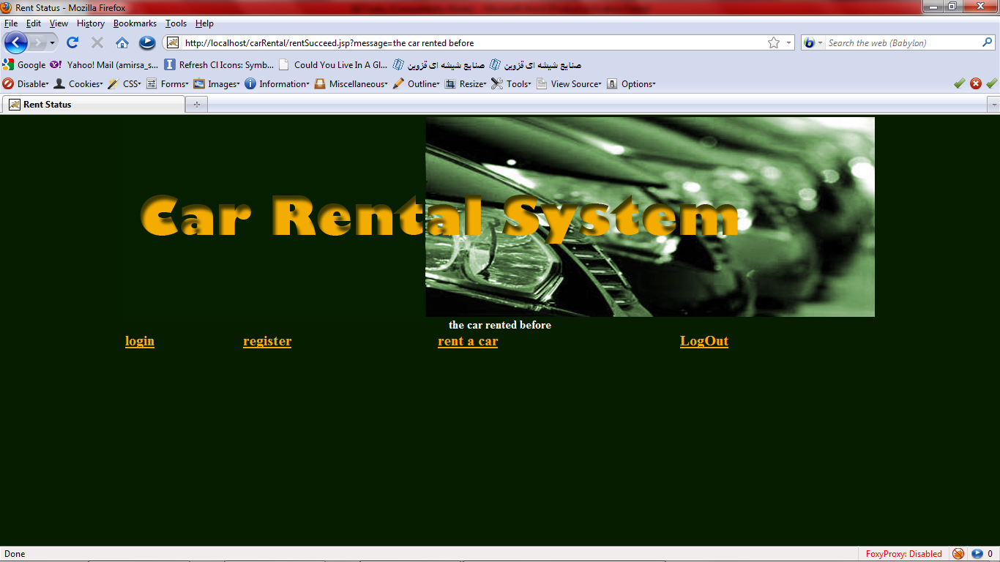 Rent Status - Mozilla Firefox
File Edit View History Bookmarks Tools Help
http://localhost/carRental/rentSucceed.jsp?message=the car rented before
Search the web (Babylon)
Google Yahoo! Mail (amirsa_s... Refresh CI Icons: Symb... Could You Live In A Gl... صنایع شیشه ای قزوین صنایع شیشه ای قزوین
Disable Cookies CSS Forms Images Information Miscellaneous Outline Resize Tools View Source Options
Rent Status
Car Rental System
the car rented before
login register rent a car LogOut
Done FoxyProxy: Disabled 0